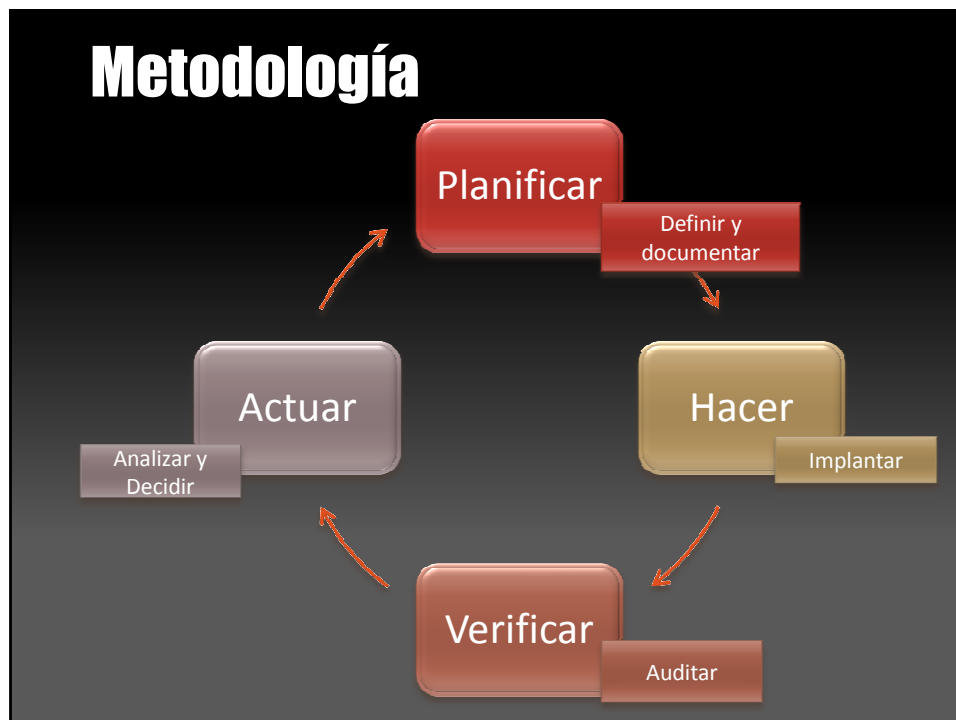 Metodología
Planificar
Definir y
documentar
Hacer
Implantar
Verificar
Auditar
Actuar
Analizar y
Decidir